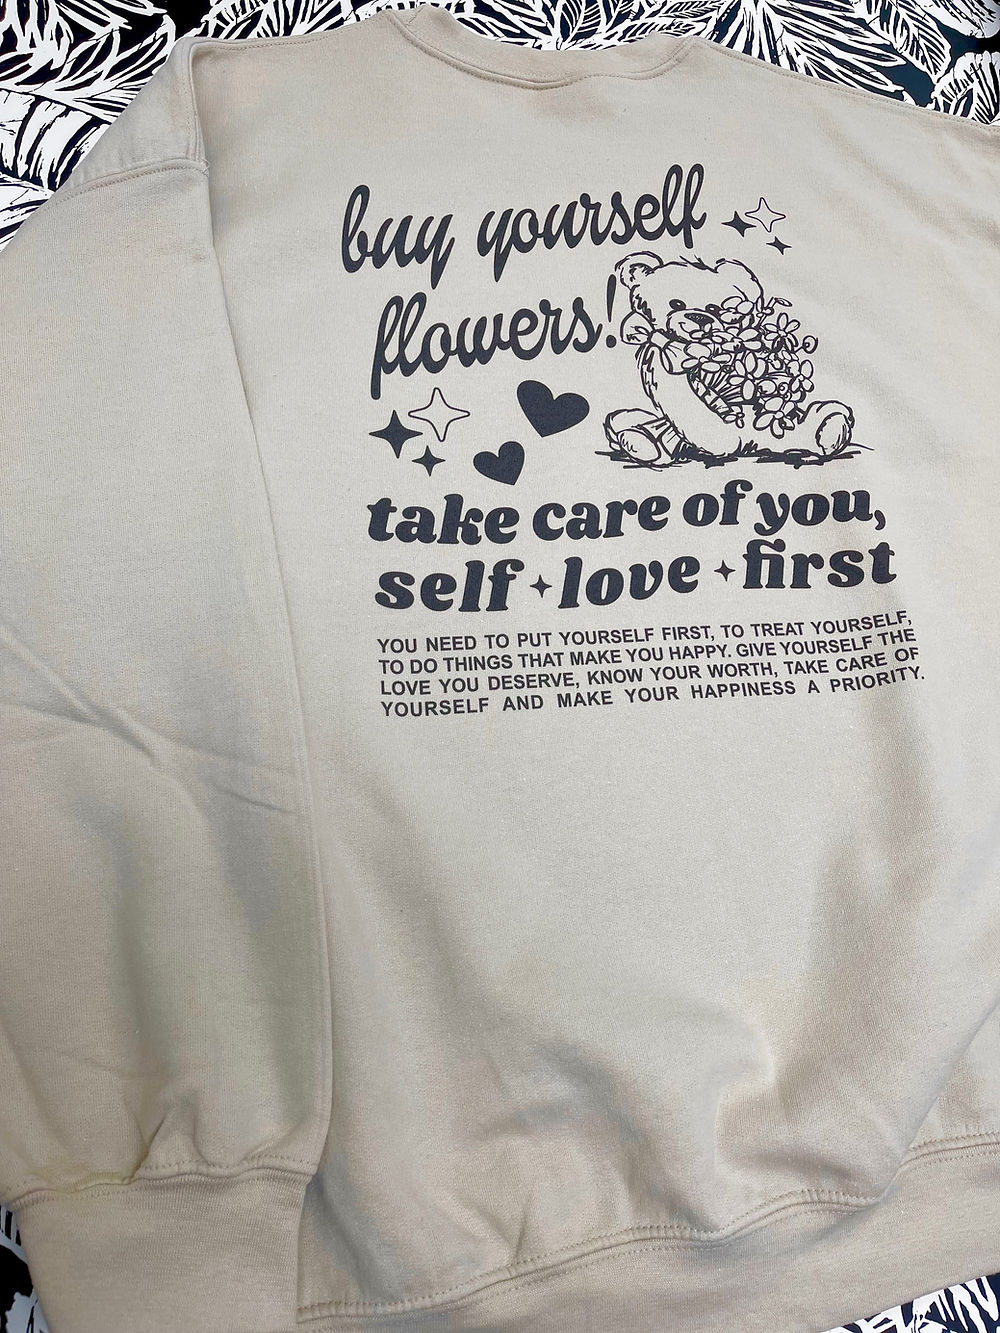 buy yourself
flowers!
take care of you,
self love first
YOU NEED TO PUT YOURSELF FIRST, TO TREAT YOURSELF,
TO DO THINGS THAT MAKE YOU HAPPY. GIVE YOURSELF THE
LOVE YOU DESERVE, KNOW YOUR WORTH, TAKE CARE OF
YOURSELF AND MAKE YOUR HAPPINESS A PRIORITY.